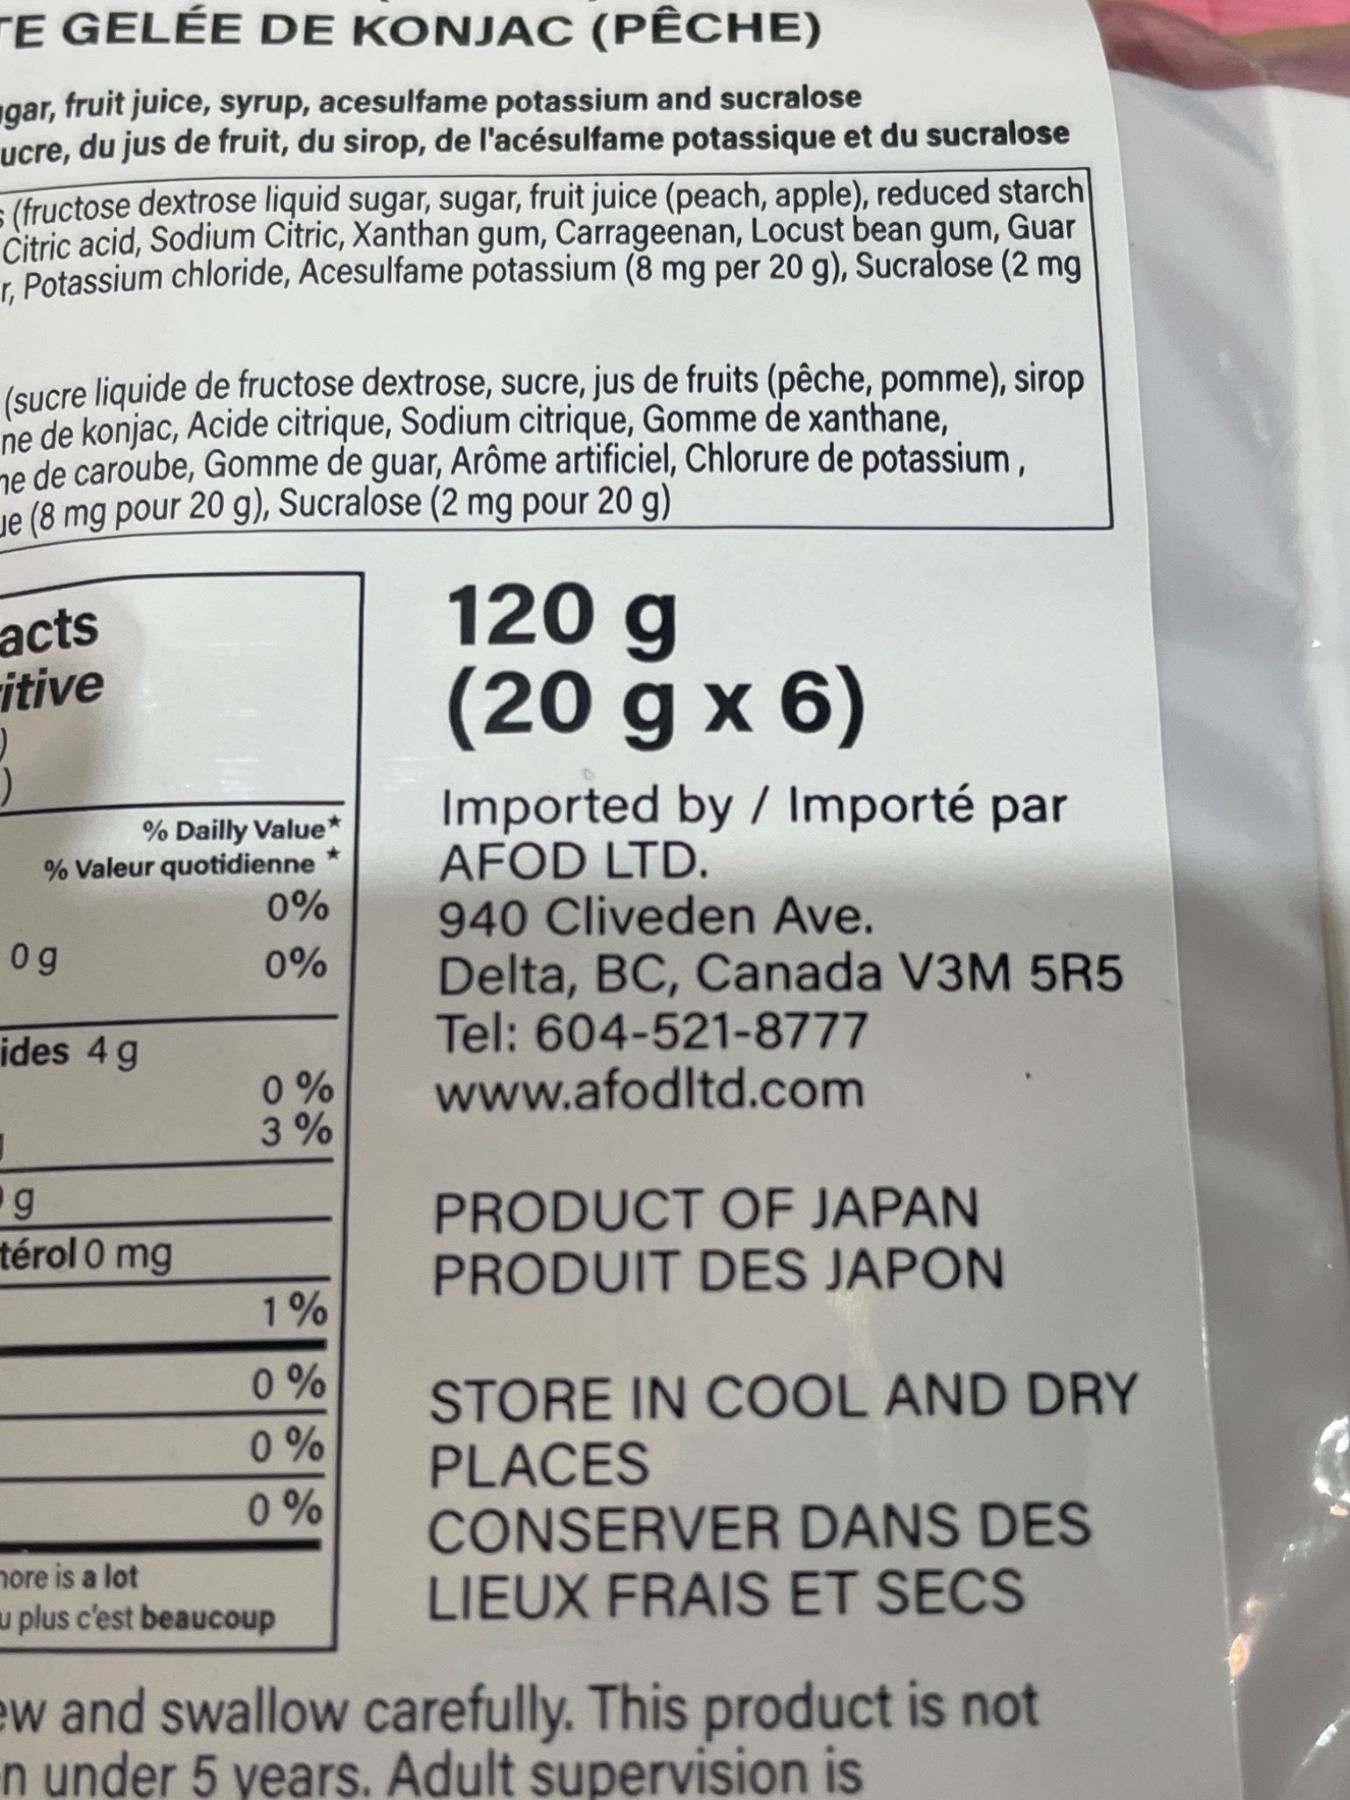 TE GELÉE DE KONJAC (PÊCHE)
gar, fruit juice, syrup, acesulfame potassium and sucralose
ucre, du jus de fruit, du sirop, de l'acésulfame potassique et du sucralose
(fructose dextrose liquid sugar, sugar, fruit juice (peach, apple), reduced starch
Citric acid, Sodium Citric, Xanthan gum, Carrageenan, Locust bean gum, Guar
r, Potassium chloride, Acesulfame potassium (8 mg per 20 g), Sucralose (2 mg
(sucre liquide de fructose dextrose, sucre, jus de fruits (pêche, pomme), sirop
ne de konjac, Acide citrique, Sodium citrique, Gomme de xanthane,
ne de caroube, Gomme de guar, Arôme artificiel, Chlorure de potassium ,
ue (8 mg pour 20 g), Sucralose (2 mg pour 20 g)
acts
itive
)
)
% Dailly Value*
% Valeur quotidienne *
0%
0 g 0%
ides 4 g
0 %
3 %
g
térol 0 mg
1 %
0 %
0 %
0 %
more is a lot
u plus c'est beaucoup
120 g
(20 g x 6)
Imported by / Importé par
AFOD LTD.
940 Cliveden Ave.
Delta, BC, Canada V3M 5R5
Tel: 604-521-8777
www.afodltd.com
PRODUCT OF JAPAN
PRODUIT DES JAPON
STORE IN COOL AND DRY
PLACES
CONSERVER DANS DES
LIEUX FRAIS ET SECS
ew and swallow carefully. This product is not
n under 5 years. Adult supervision is